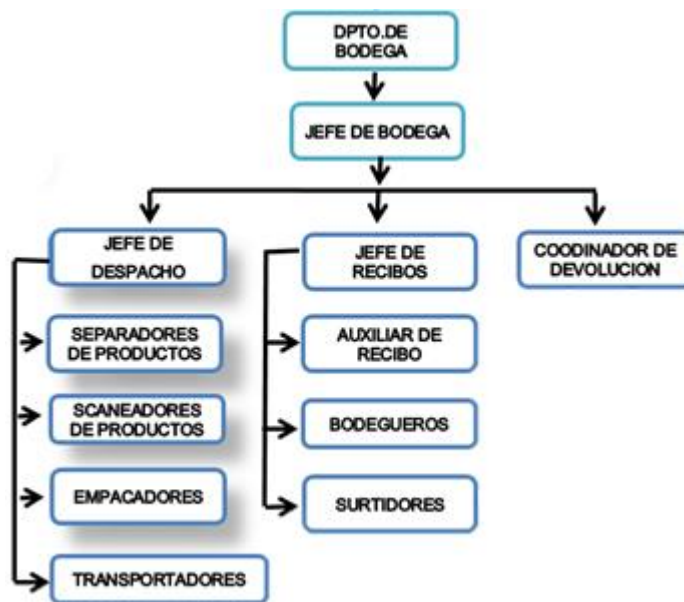 DPTO.DE
BODEGA
JEFE DE BODEGA
JEFE DE
DESPACHO
JEFE DE
RECIBOS
COODINADOR DE
DEVOLUCION
SEPARADORES
DE PRODUCTOS
AUXILIAR DE
RECIBO
SCANEADORES
DE PRODUCTOS
BODEGUEROS
EMPACADORES
SURTIDORES
TRANSPORTADORES